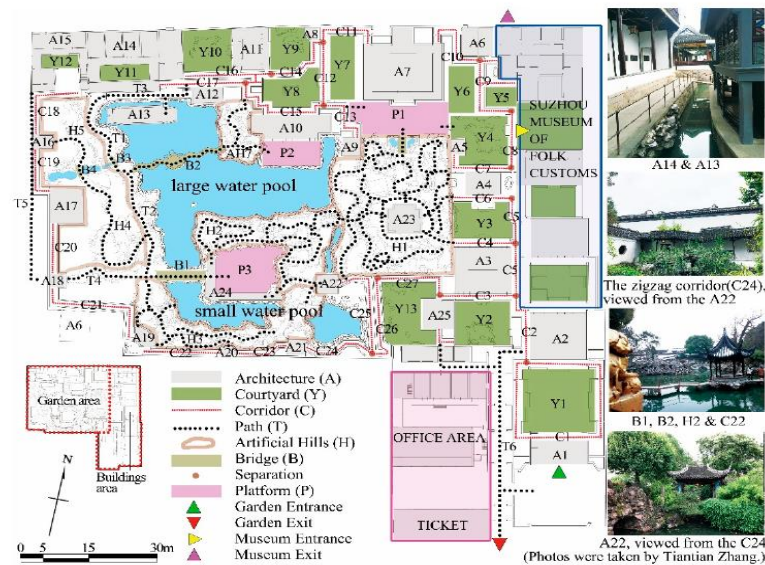 A15
A14
Y10
A11
Y9
A8
C11
A6
Y12
Y11
C16
C14
C12
Y7
C10
A7
C9
T3
C17
A12
Y8
Y6
Y5
C18
A13
C15
C13
P1
SUZHOU
MUSEUM
OF
FOLK
CUSTOMS
H5
T1
A10
Y4
C8
A16
B3
B2
AH7
P2
A9
A5
C7
C19
B4
large water pool
A4
C6
T5
A17
H4
T2
H2
A23
Y3
C5
H1
C4
C20
B1
P3
A3
C5
A18
T4
A24
A22
C27
C3
C21
small water pool
C25
Y13
A25
Y2
C2
A2
A6
A19
H3
C22
A20
C23
A21
C24
C26
Garden area
Buildings
area
N
0 5 15 30m
Architecture (A)
Courtyard (Y)
Corridor (C)
Path (T)
Artificial Hills (H)
Bridge (B)
Separation
Platform (P)
Garden Entrance
Garden Exit
Museum Entrance
Museum Exit
OFFICE AREA
TICKET
Y1
C1
A1
T6
A14 & A13
The zigzag corridor(C24),
viewed from the A22
B1, B2, H2 & C22
A22, viewed from the C24
(Photos were taken by Tiantian Zhang.)